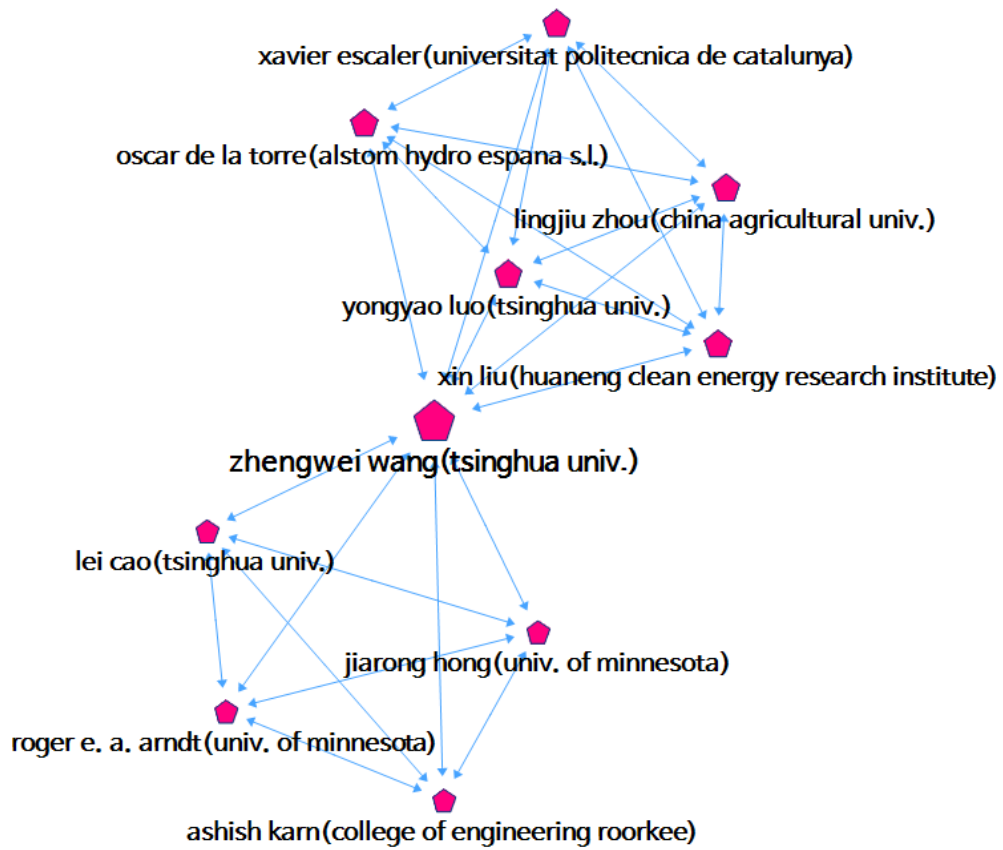 xavier escaler(universitat politecnica de catalunya)
oscar de la torre(alstom hydro espana s.l.)
lingjiu zhou(china agricultural univ.)
yongyao luo(tsinghua univ.)
xin liu(huaneng clean energy research institute)
zhengwei wang(tsinghua univ.)
lei cao(tsinghua univ.)
jiarong hong(univ. of minnesota)
roger e. a. arndt(univ. of minnesota)
ashish karn(college of engineering roorkee)